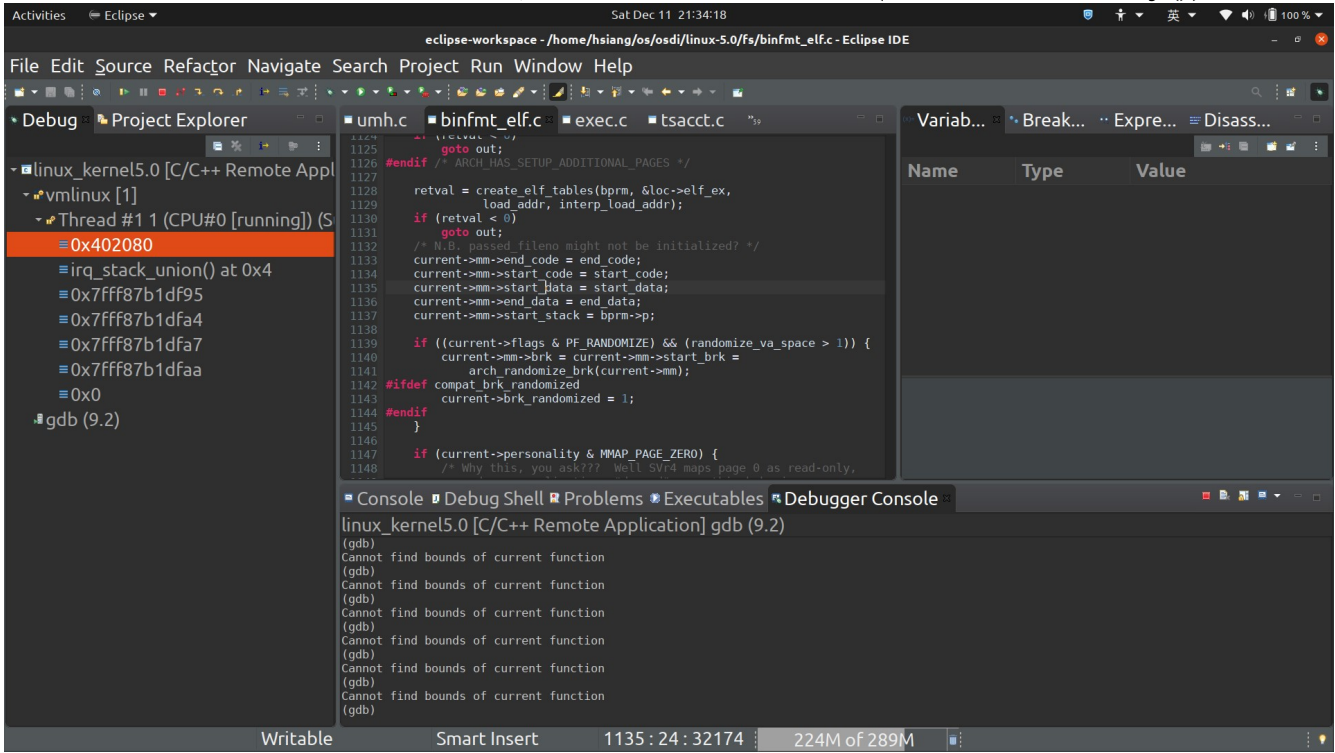 Activities Eclipse Sat Dec 11 21:34:18 英 100 %
eclipse-workspace - /home/hsiang/os/osdi/linux-5.0/fs/binfmt_elf.c - Eclipse IDE
File Edit Source Refactor Navigate Search Project Run Window Help
Debug Project Explorer
linux_kernel5.0 [C/C++ Remote Appl
vmlinux [1]
Thread #1 1 (CPU#0 [running]) (S
0x402080
irq_stack_union() at 0x4
0x7fff87b1df95
0x7fff87b1dfa4
0x7fff87b1dfa7
0x7fff87b1dfaa
0x0
gdb (9.2)
umh.c binfmt_elf.c exec.c tsacct.c
1124 if (retval < 0)
1125 goto out;
1126 #endif /* ARCH_HAS_SETUP_ADDITIONAL_PAGES */
1127
1128 retval = create_elf_tables(bprm, &loc->elf_ex,
1129 load_addr, interp_load_addr);
1130 if (retval < 0)
1131 goto out;
1132 /* N.B. passed_fileno might not be initialized? */
1133 current->mm->end_code = end_code;
1134 current->mm->start_code = start_code;
1135 current->mm->start_data = start_data;
1136 current->mm->end_data = end_data;
1137 current->mm->start_stack = bprm->p;
1138
1139 if ((current->flags & PF_RANDOMIZE) && (randomize_va_space > 1)) {
1140 current->mm->brk = current->mm->start_brk =
1141 arch_randomize_brk(current->mm);
1142 #ifdef compat_brk_randomized
1143 current->brk_randomized = 1;
1144 #endif
1145 }
1146
1147 if (current->personality & MMAP_PAGE_ZERO) {
1148 /* Why this, you ask??? Well SVr4 maps page 0 as read-only,
Variab... Break... Expre... Disass...
Name Type Value
Console Debug Shell Problems Executables Debugger Console
linux_kernel5.0 [C/C++ Remote Application] gdb (9.2)
(gdb)
Cannot find bounds of current function
(gdb)
Cannot find bounds of current function
(gdb)
Cannot find bounds of current function
(gdb)
Cannot find bounds of current function
(gdb)
Cannot find bounds of current function
(gdb)
Cannot find bounds of current function
(gdb)
Writable Smart Insert 1135 : 24 : 32174 224M of 289M